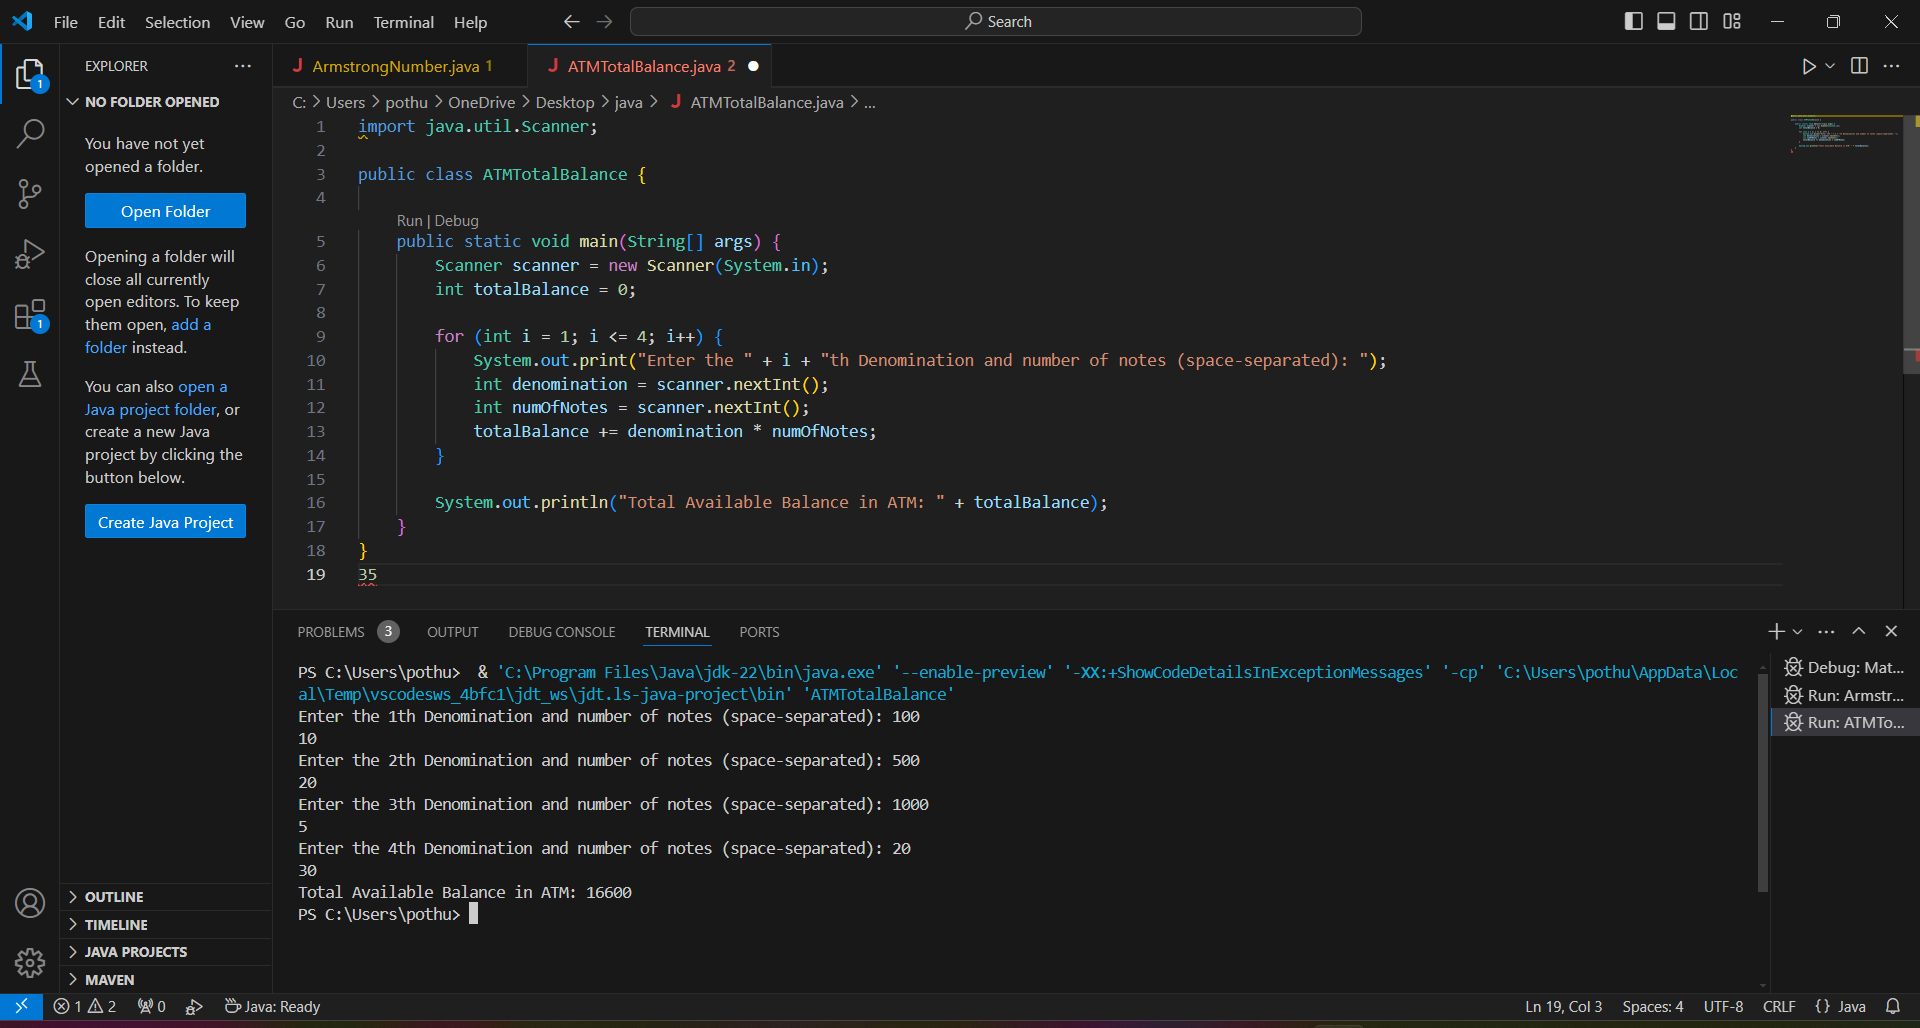 File Edit Selection View Go Run Terminal Help
Search
EXPLORER
NO FOLDER OPENED
You have not yet
opened a folder.
Open Folder
Opening a folder will
close all currently
open editors. To keep
them open, add a
folder instead.
You can also open a
Java project folder, or
create a new Java
project by clicking the
button below.
Create Java Project
OUTLINE
TIMELINE
JAVA PROJECTS
MAVEN
1
1
ArmstrongNumber.java 1
ATMTotalBalance.java 2
C: > Users > pothu > OneDrive > Desktop > java > ATMTotalBalance.java > ...
1 import java.util.Scanner;
2
3 public class ATMTotalBalance {
4
Run | Debug
5 public static void main(String[] args) {
6 Scanner scanner = new Scanner(System.in);
7 int totalBalance = 0;
8
9 for (int i = 1; i <= 4; i++) {
10 System.out.print("Enter the " + i + "th Denomination and number of notes (space-separated): ");
11 int denomination = scanner.nextInt();
12 int numOfNotes = scanner.nextInt();
13 totalBalance += denomination * numOfNotes;
14 }
15
16 System.out.println("Total Available Balance in ATM: " + totalBalance);
17 }
18 }
19 35
PROBLEMS 3 OUTPUT DEBUG CONSOLE TERMINAL PORTS
PS C:\Users\pothu> & 'C:\Program Files\Java\jdk-22\bin\java.exe' '--enable-preview' '-XX:+ShowCodeDetailsInExceptionMessages' '-cp' 'C:\Users\pothu\AppData\Loc
al\Temp\vscodesws_4bfc1\jdt_ws\jdt.ls-java-project\bin' 'ATMTotalBalance'
Enter the 1th Denomination and number of notes (space-separated): 100
10
Enter the 2th Denomination and number of notes (space-separated): 500
20
Enter the 3th Denomination and number of notes (space-separated): 1000
5
Enter the 4th Denomination and number of notes (space-separated): 20
30
Total Available Balance in ATM: 16600
PS C:\Users\pothu>
Debug: Mat...
Run: Armstr...
Run: ATMTo...
1 2 0 Java: Ready
Ln 19, Col 3 Spaces: 4 UTF-8 CRLF {} Java